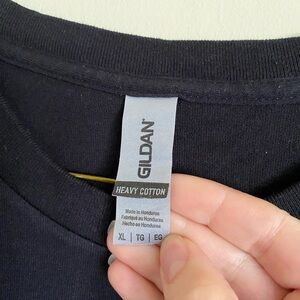 GILDAN
HEAVY COTTON
Made in Honduras
Fabriqué au Honduras
Hecho en Honduras
XL | TG | EG